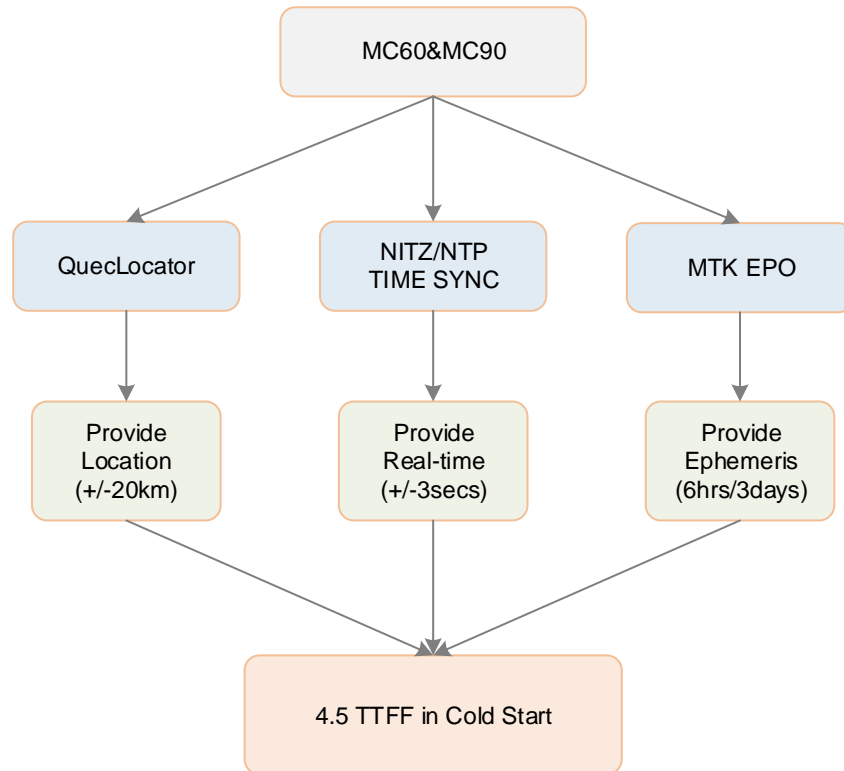 MC60&MC90
QuecLocator
NITZ/NTP
TIME SYNC
MTK EPO
Provide
Location
(+/-20km)
Provide
Real-time
(+/-3secs)
Provide
Ephemeris
(6hrs/3days)
4.5 TTFF in Cold Start